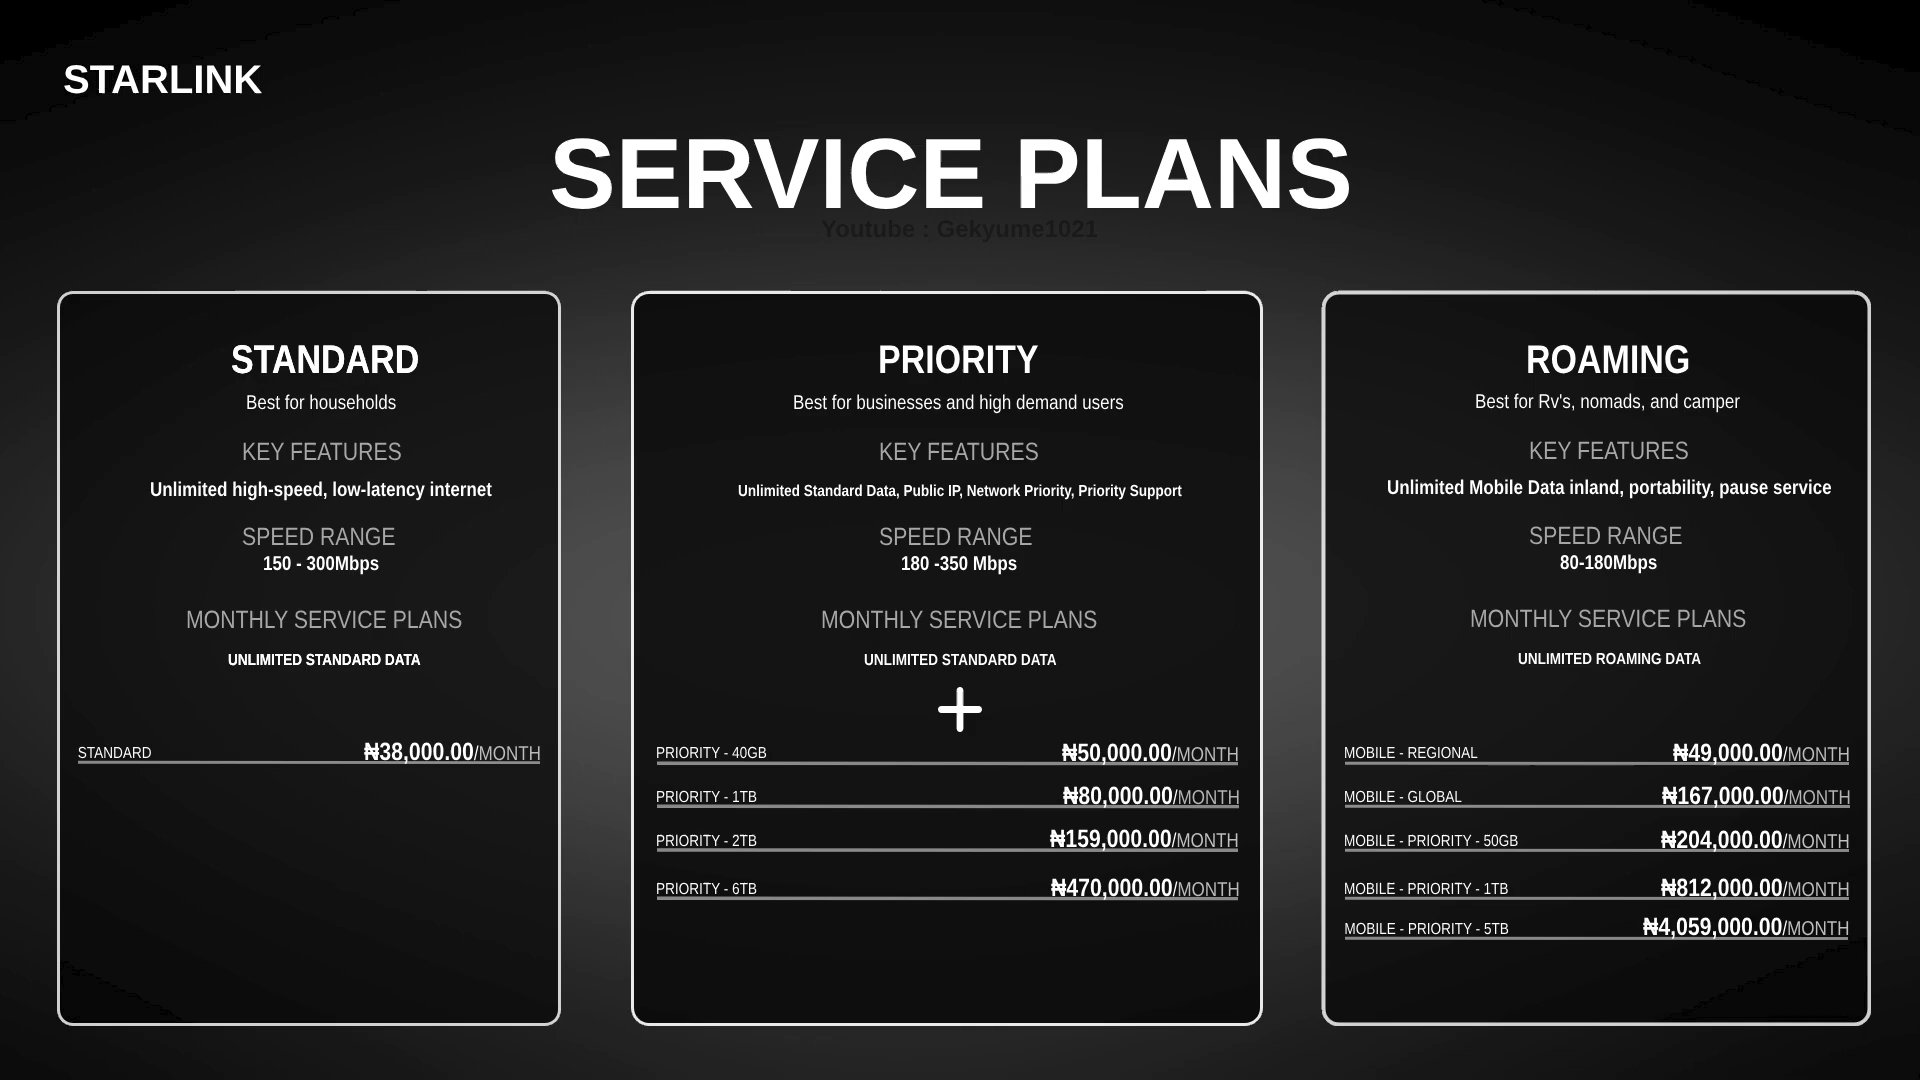 STARLINK
SERVICE PLANS
Youtube : Gekyume1021
STANDARD
Best for households
KEY FEATURES
Unlimited high-speed, low-latency internet
SPEED RANGE
150 - 300Mbps
MONTHLY SERVICE PLANS
UNLIMITED STANDARD DATA
STANDARD ₦38,000.00/MONTH
PRIORITY
Best for businesses and high demand users
KEY FEATURES
Unlimited Standard Data, Public IP, Network Priority, Priority Support
SPEED RANGE
180 -350 Mbps
MONTHLY SERVICE PLANS
UNLIMITED STANDARD DATA
+
PRIORITY - 40GB ₦50,000.00/MONTH
PRIORITY - 1TB ₦80,000.00/MONTH
PRIORITY - 2TB ₦159,000.00/MONTH
PRIORITY - 6TB ₦470,000.00/MONTH
ROAMING
Best for Rv's, nomads, and camper
KEY FEATURES
Unlimited Mobile Data inland, portability, pause service
SPEED RANGE
80-180Mbps
MONTHLY SERVICE PLANS
UNLIMITED ROAMING DATA
MOBILE - REGIONAL ₦49,000.00/MONTH
MOBILE - GLOBAL ₦167,000.00/MONTH
MOBILE - PRIORITY - 50GB ₦204,000.00/MONTH
MOBILE - PRIORITY - 1TB ₦812,000.00/MONTH
MOBILE - PRIORITY - 5TB ₦4,059,000.00/MONTH